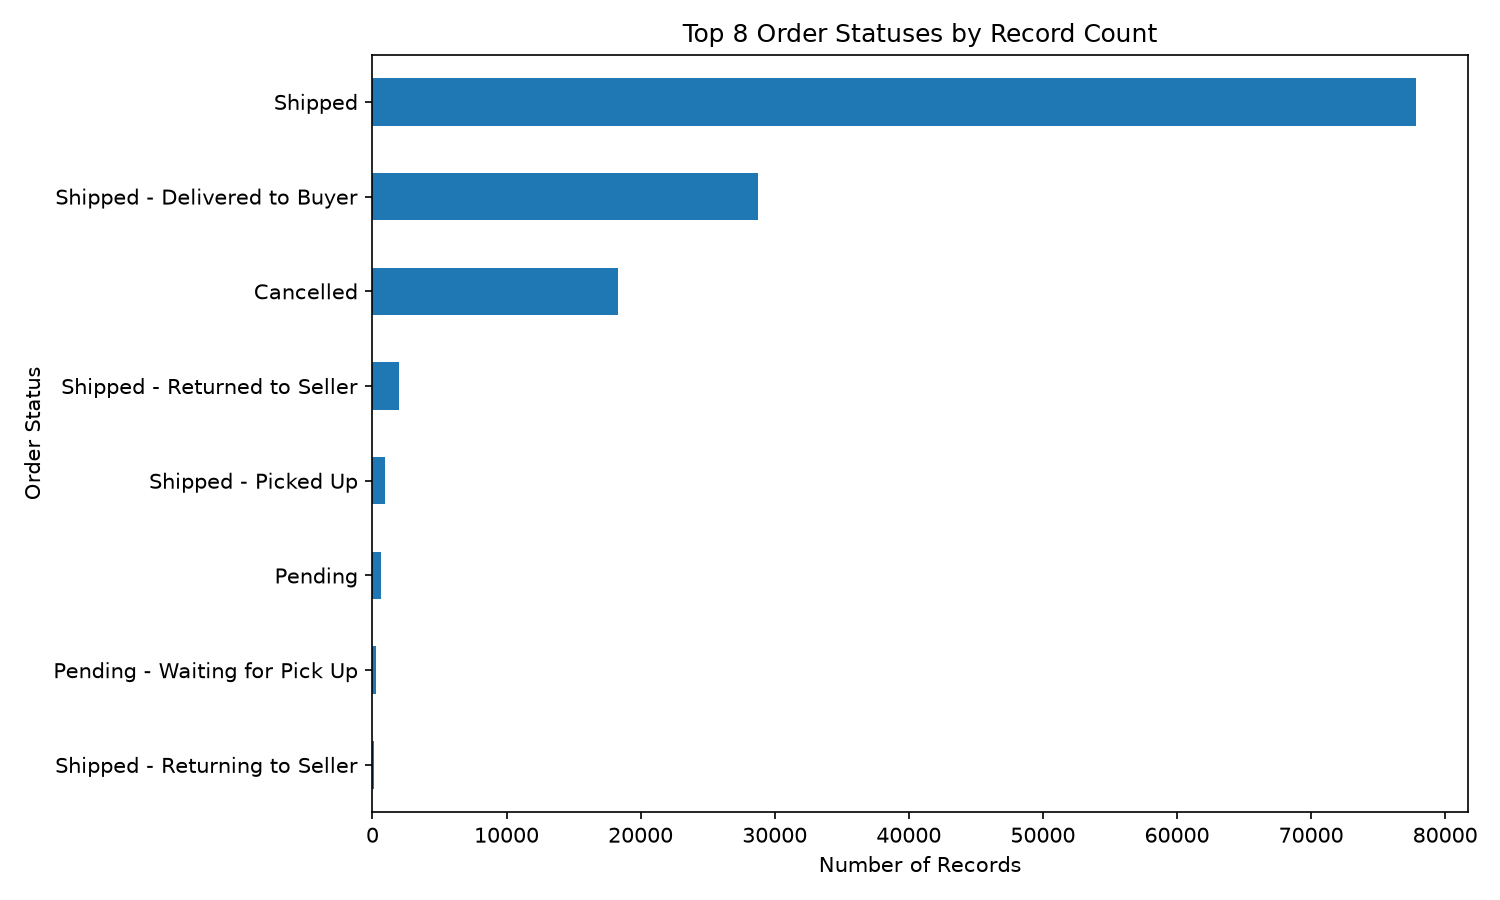 Top 8 Order Statuses by Record Count
Order Status
Shipped
Shipped - Delivered to Buyer
Cancelled
Shipped - Returned to Seller
Shipped - Picked Up
Pending
Pending - Waiting for Pick Up
Shipped - Returning to Seller
0 10000 20000 30000 40000 50000 60000 70000 80000
Number of Records